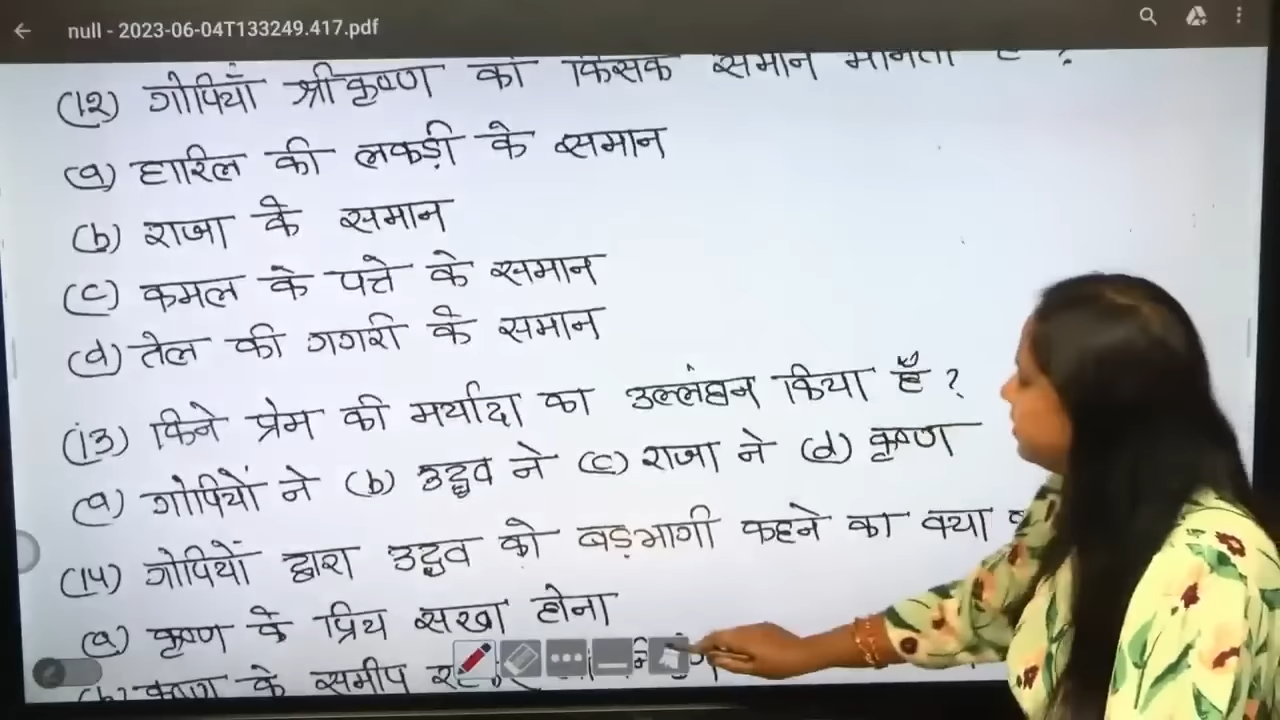 null - 2023-06-04T133249.417.pdf
(12) गोपियाँ श्रीकृष्ण को किसके समान मानती है ?
(a) हारिल की लकड़ी के समान
(b) राजा के समान
(c) कमल के पत्ते के समान
(d) तेल की गगरी के समान
(13) किने प्रेम की मर्यादा का उल्लंघन किया हैं ?
(a) गोपियों ने (b) उद्धव ने (c) राजा ने (d) कृष्ण
(14) गोपियों द्वारा उद्धव को बड़भागी कहने का क्या
(a) कृष्ण के प्रिय सखा होना
(b) कृष्ण के समीप